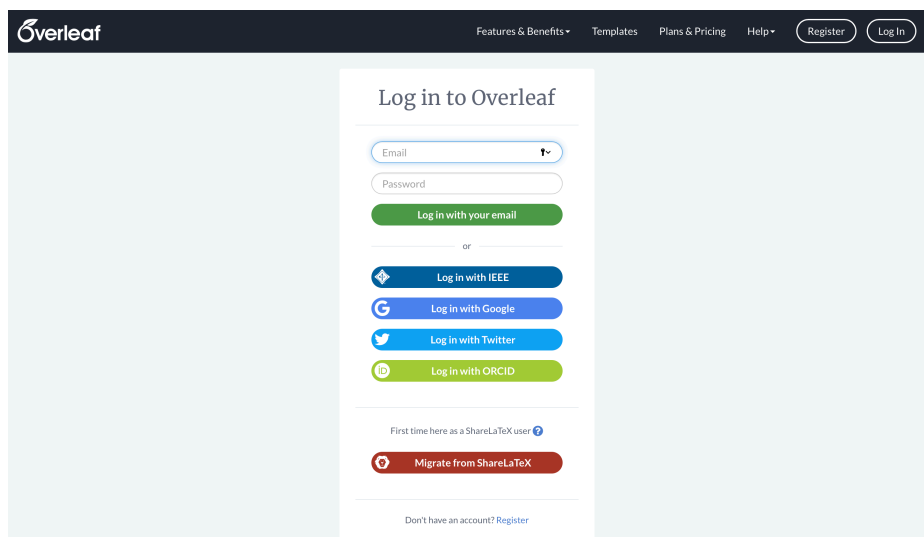 Overleaf
Features & Benefits Templates Plans & Pricing Help Register Log In
Log in to Overleaf
Email
Password
Log in with your email
or
Log in with IEEE
G Log in with Google
Log in with Twitter
iD Log in with ORCID
First time here as a ShareLaTeX user ?
Migrate from ShareLaTeX
Don't have an account? Register